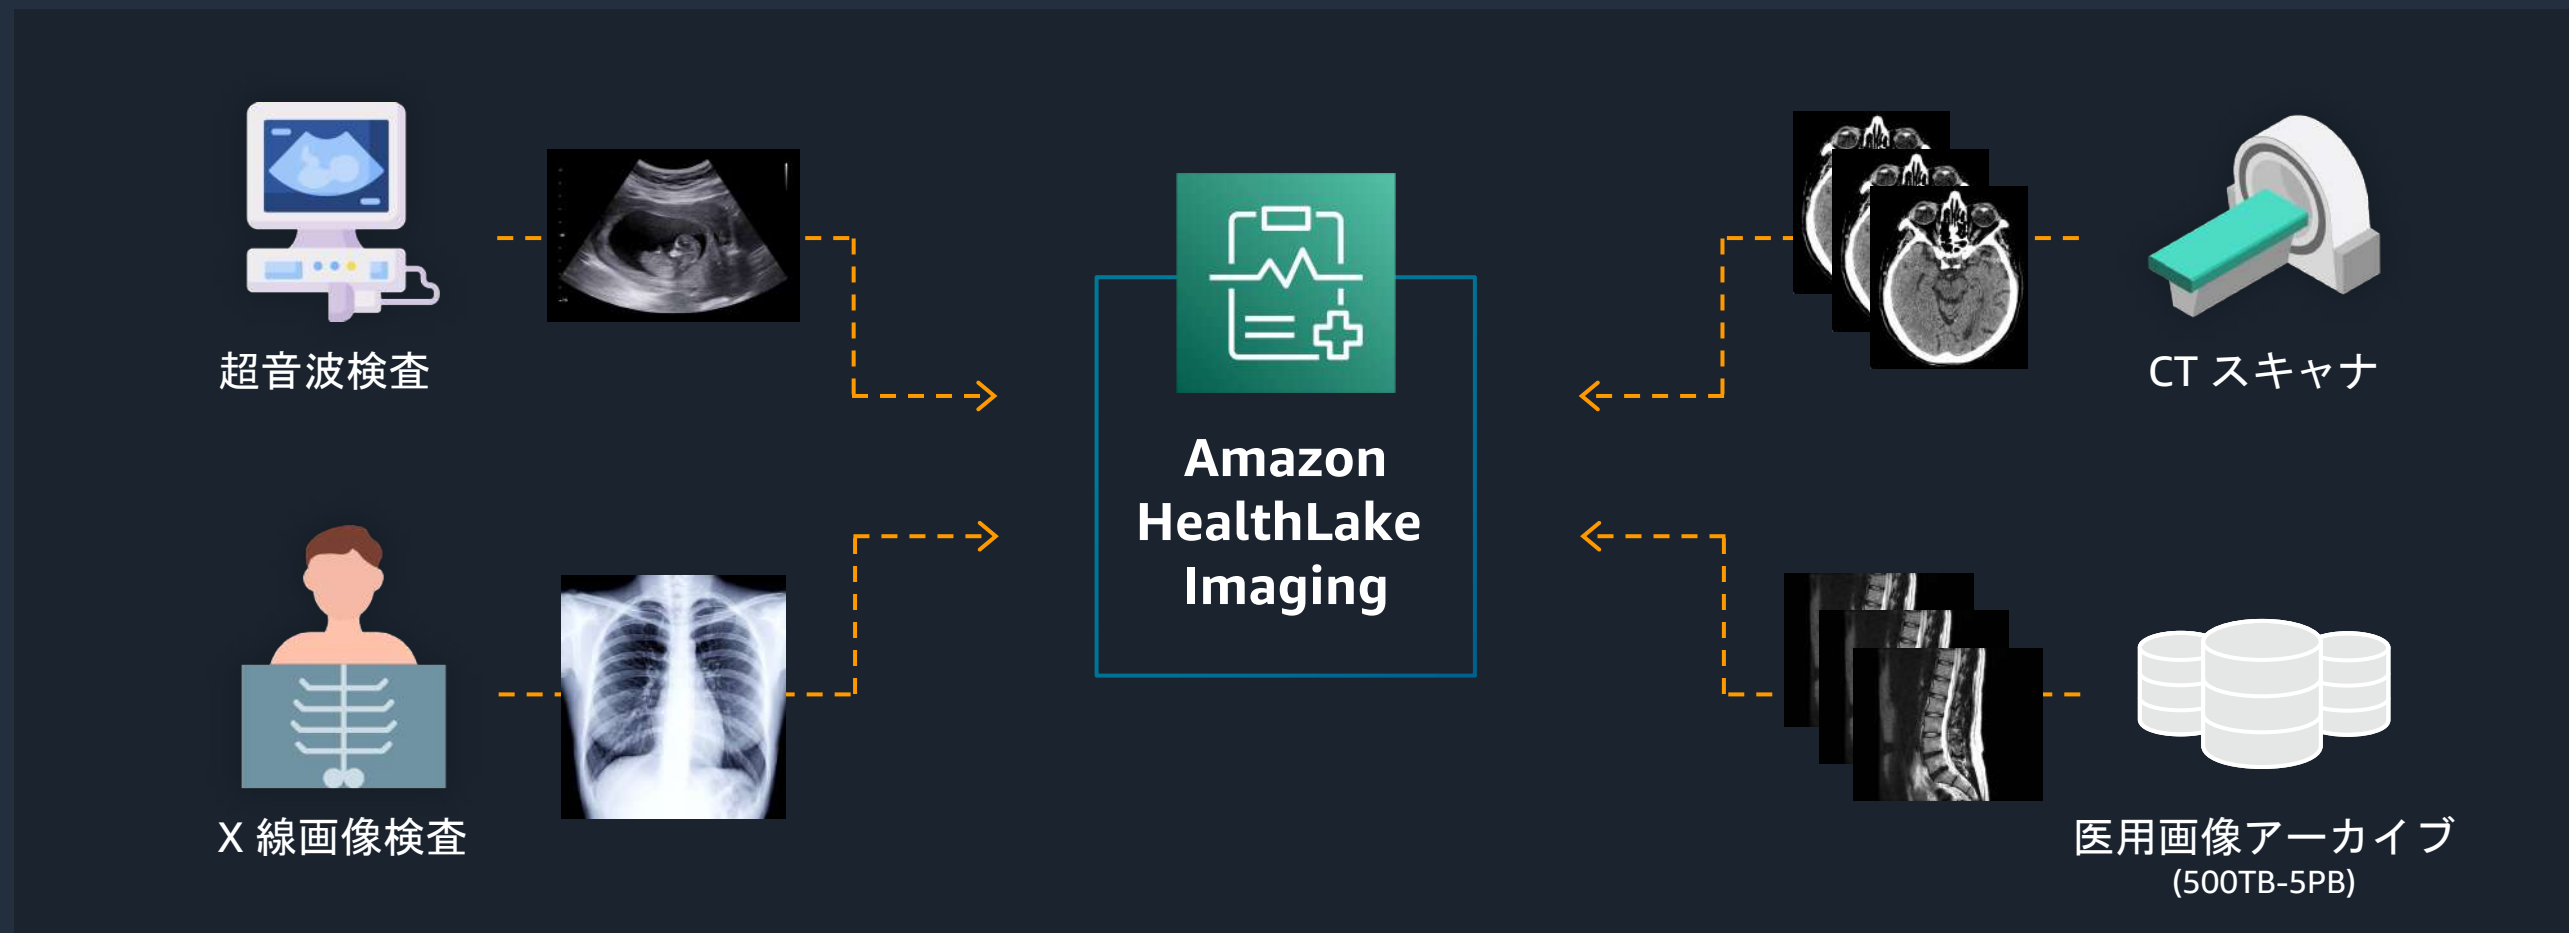 超音波検査
CT スキャナ
Amazon
HealthLake
Imaging
X 線画像検査
医用画像アーカイブ
(500TB-5PB)